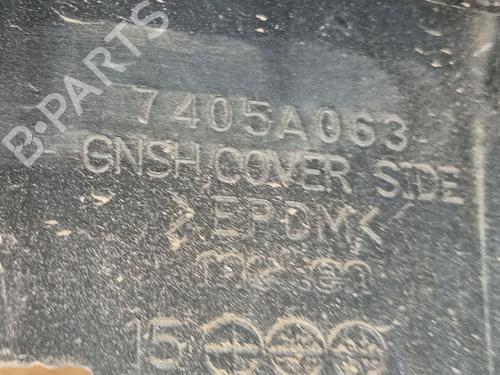 B-PARTS
7405A063
GNSH, COVER SIDE
>EPDM<
15